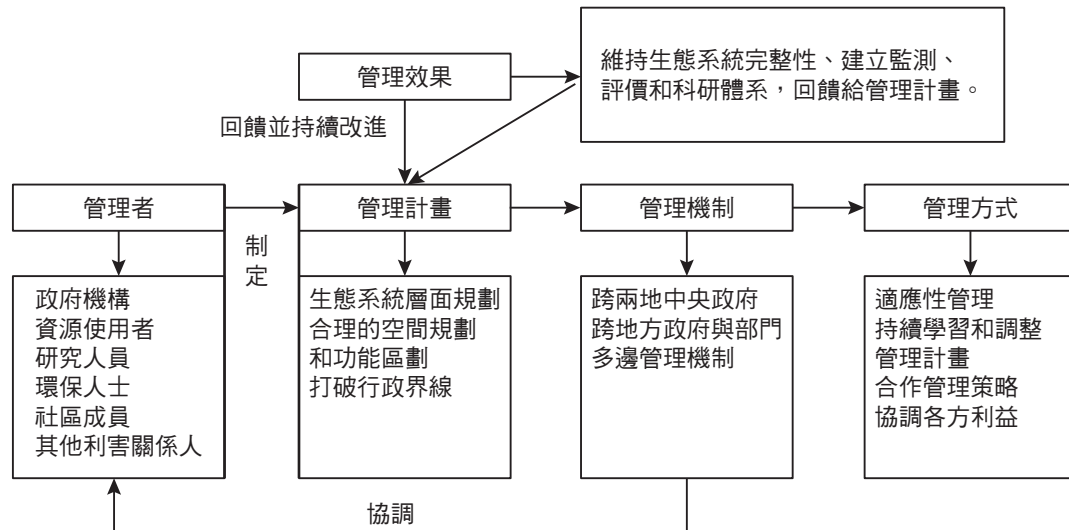 管理效果
維持生態系統完整性、建立監測、
評價和科研體系，回饋給管理計畫。
回饋並持續改進
管理者
制
定
管理計畫
管理機制
管理方式
政府機構
資源使用者
研究人員
環保人士
社區成員
其他利害關係人
生態系統層面規劃
合理的空間規劃
和功能區劃
打破行政界線
跨兩地中央政府
跨地方政府與部門
多邊管理機制
適應性管理
持續學習和調整
管理計畫
合作管理策略
協調各方利益
協調